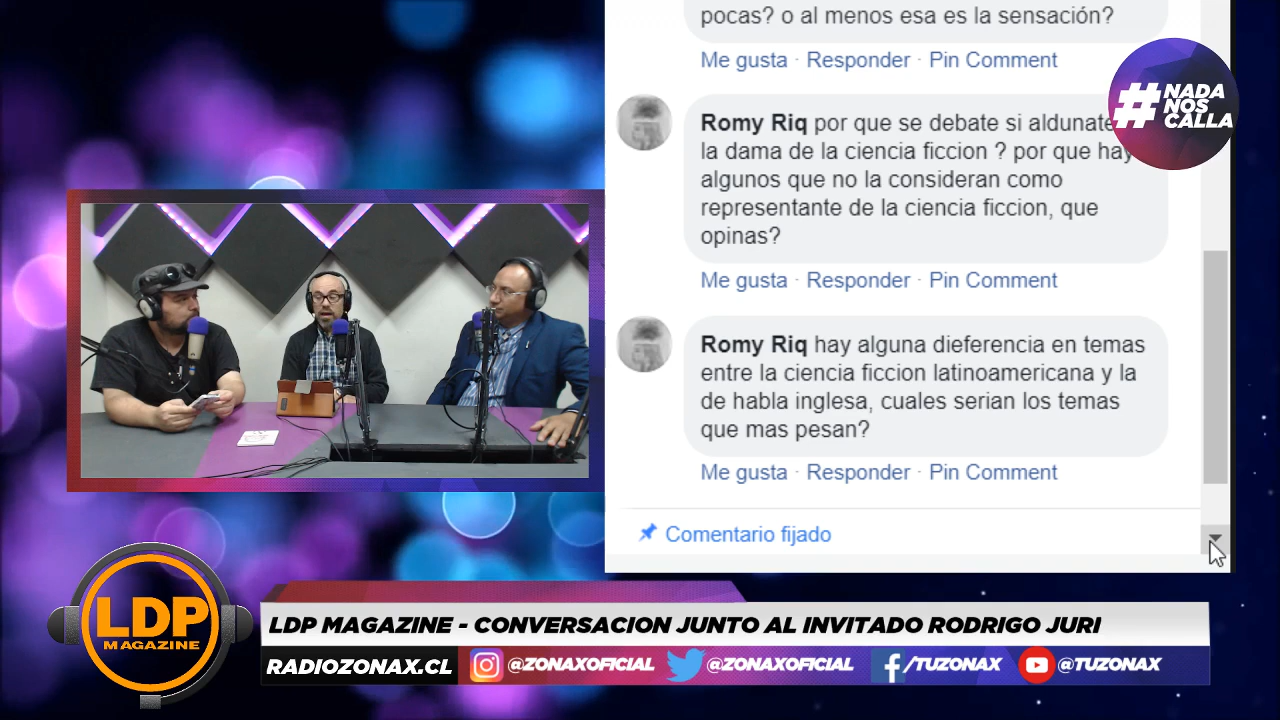 pocas? o al menos esa es la sensación?
Me gusta · Responder · Pin Comment
Romy Riq por que se debate si aldunate
la dama de la ciencia ficcion ? por que hay
algunos que no la consideran como
representante de la ciencia ficcion, que
opinas?
Me gusta · Responder · Pin Comment
Romy Riq hay alguna dieferencia en temas
entre la ciencia ficcion latinoamericana y la
de habla inglesa, cuales serian los temas
que mas pesan?
Me gusta · Responder · Pin Comment
Comentario fijado
#NADA
NOS
CALLA
LDP
MAGAZINE
LDP MAGAZINE - CONVERSACION JUNTO AL INVITADO RODRIGO JURI
RADIOZONAX.CL @ZONAXOFICIAL @ZONAXOFICIAL /TUZONAX @TUZONAX